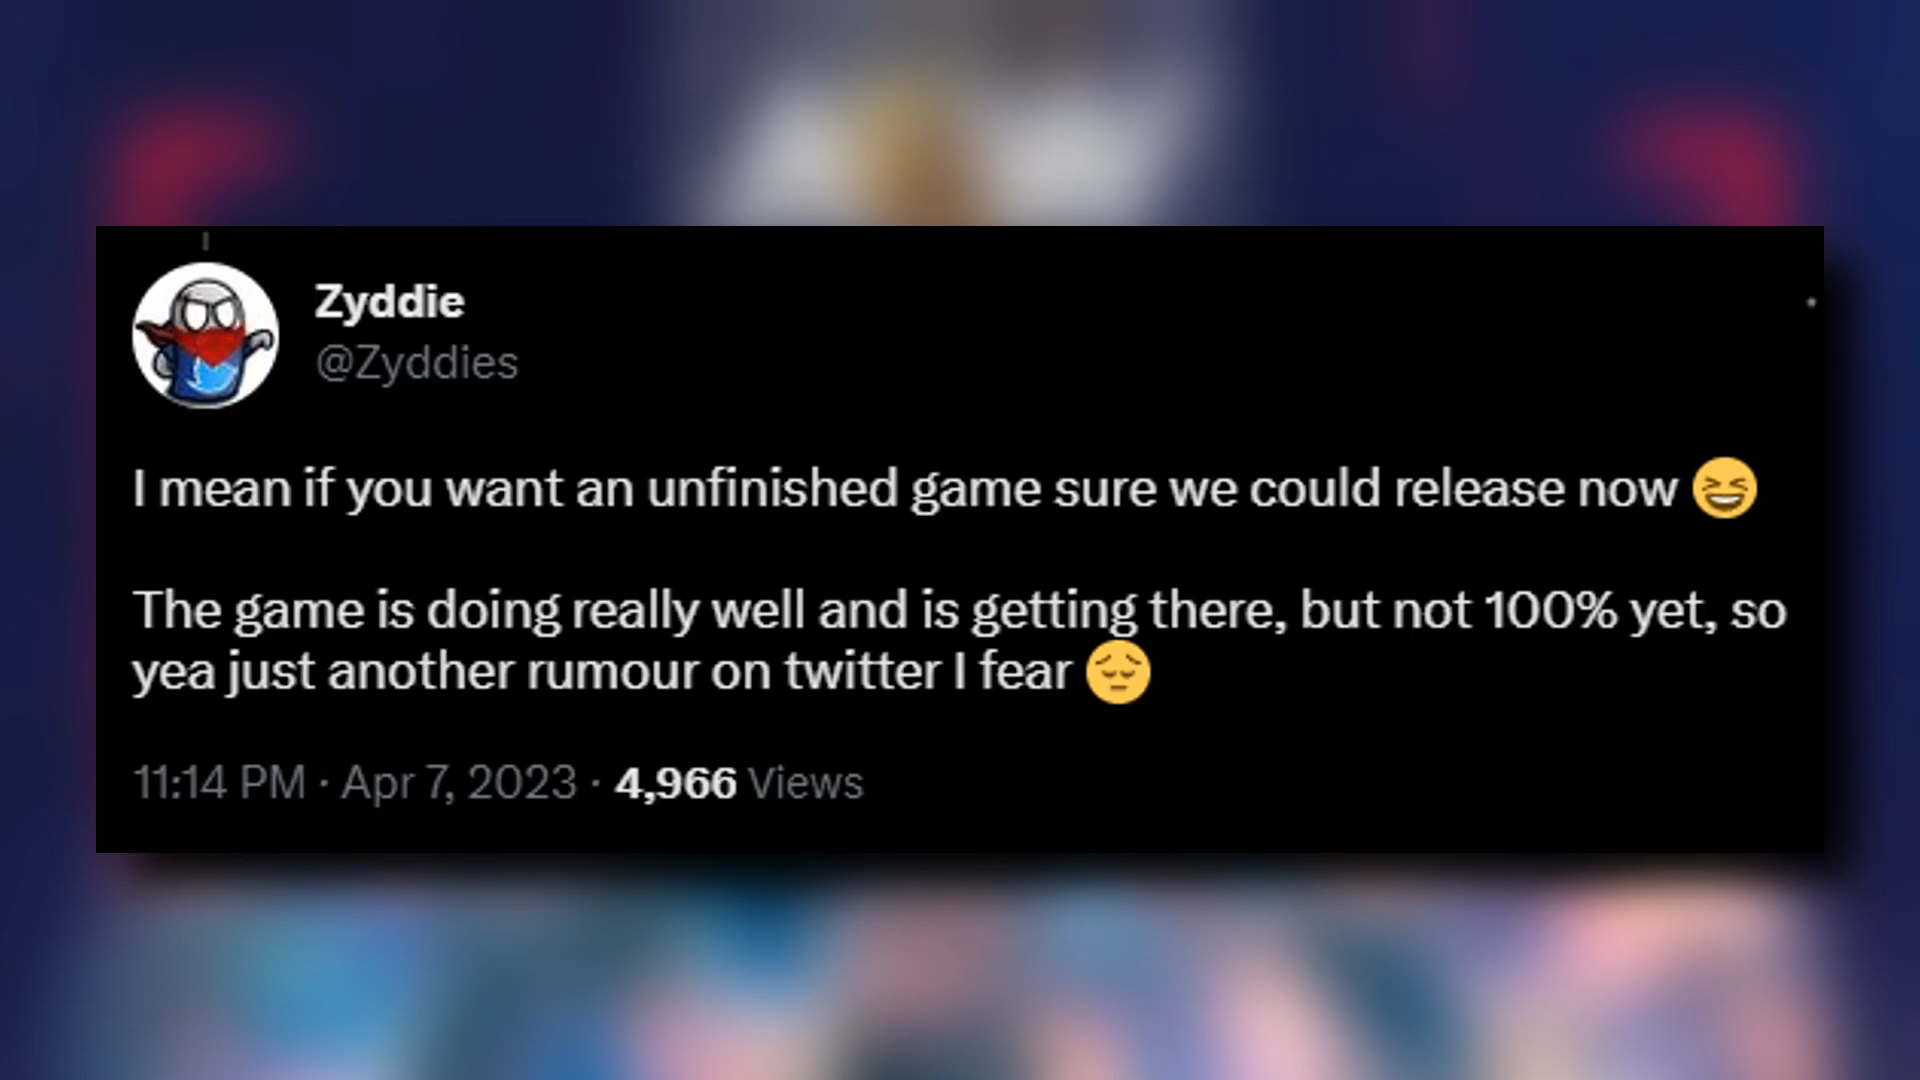 Zyddie
@Zyddies
I mean if you want an unfinished game sure we could release now 😆
The game is doing really well and is getting there, but not 100% yet, so
yea just another rumour on twitter I fear 😔
11:14 PM · Apr 7, 2023 · 4,966 Views